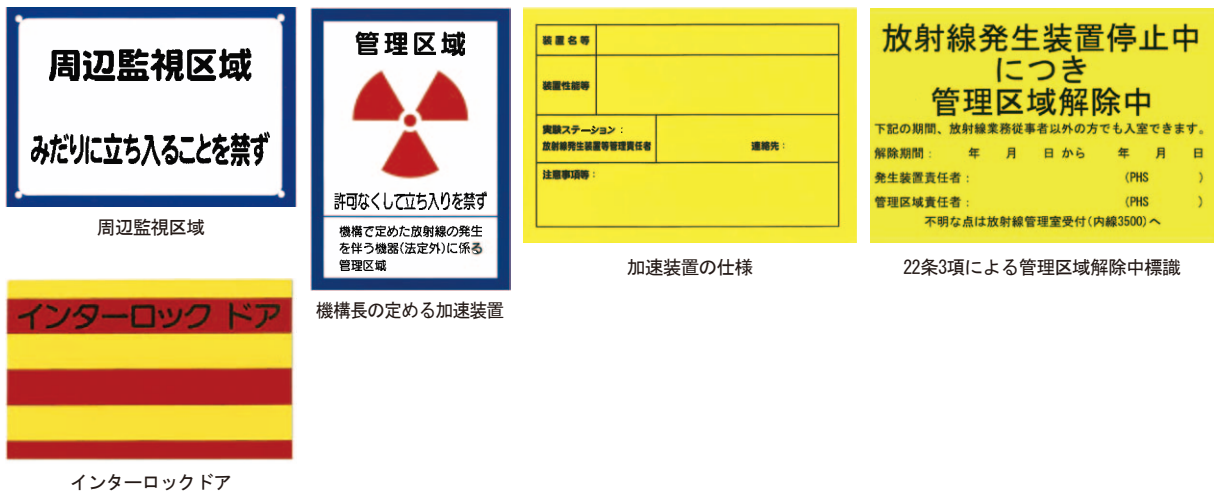 周辺監視区域
みだりに立ち入ることを禁ず
周辺監視区域
管理区域
許可なくして立ち入りを禁ず
機構で定めた放射線の発生
を伴う機器(法定外)に係る
管理区域
機構長の定める加速装置
装置名等
装置性能等
実験ステーション：
放射線発生装置等管理責任者
連絡先：
注意事項等：
加速装置の仕様
放射線発生装置停止中
につき
管理区域解除中
下記の期間、放射線業務従事者以外の方でも入室できます。
解除期間： 年 月 日から 年 月 日
発生装置責任者： (PHS )
管理区域責任者： (PHS )
不明な点は放射線管理室受付(内線3500)へ
22条3項による管理区域解除中標識
インターロック ドア
インターロックドア